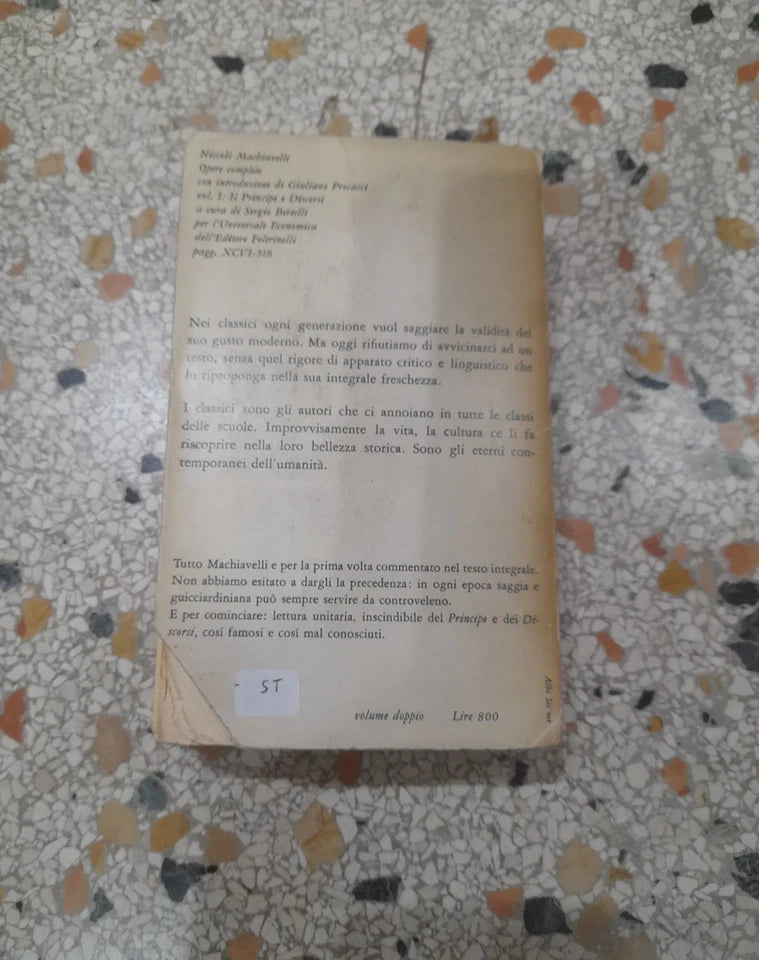 Niccolò Machiavelli
Opere complete
con introduzione di Giuliano Procacci
vol. I: Il Principe e Discorsi
a cura di Sergio Bertelli
per l'Universale Economica
dell'Editore Feltrinelli
pagg. XCVI-518
Nei classici ogni generazione vuol saggiare la validità del
suo gusto moderno. Ma oggi rifiutiamo di avvicinarci ad un
testo, senza quel rigore di apparato critico e linguistico che
lo riproponga nella sua integrale freschezza.
I classici sono gli autori che ci annoiano in tutte le classi
delle scuole. Improvvisamente la vita, la cultura ce li fa
riscoprire nella loro bellezza storica. Sono gli eterni con-
temporanei dell'umanità.
Tutto Machiavelli e per la prima volta commentato nel testo integrale.
Non abbiamo esitato a dargli la precedenza: in ogni epoca saggia e
guicciardiniana può sempre servire da controveleno.
E per cominciare: lettura unitaria, inscindibile del Principe e dei Di-
scorsi, cosí famosi e cosí mal conosciuti.
- ST
volume doppio Lire 800
Albe Steiner